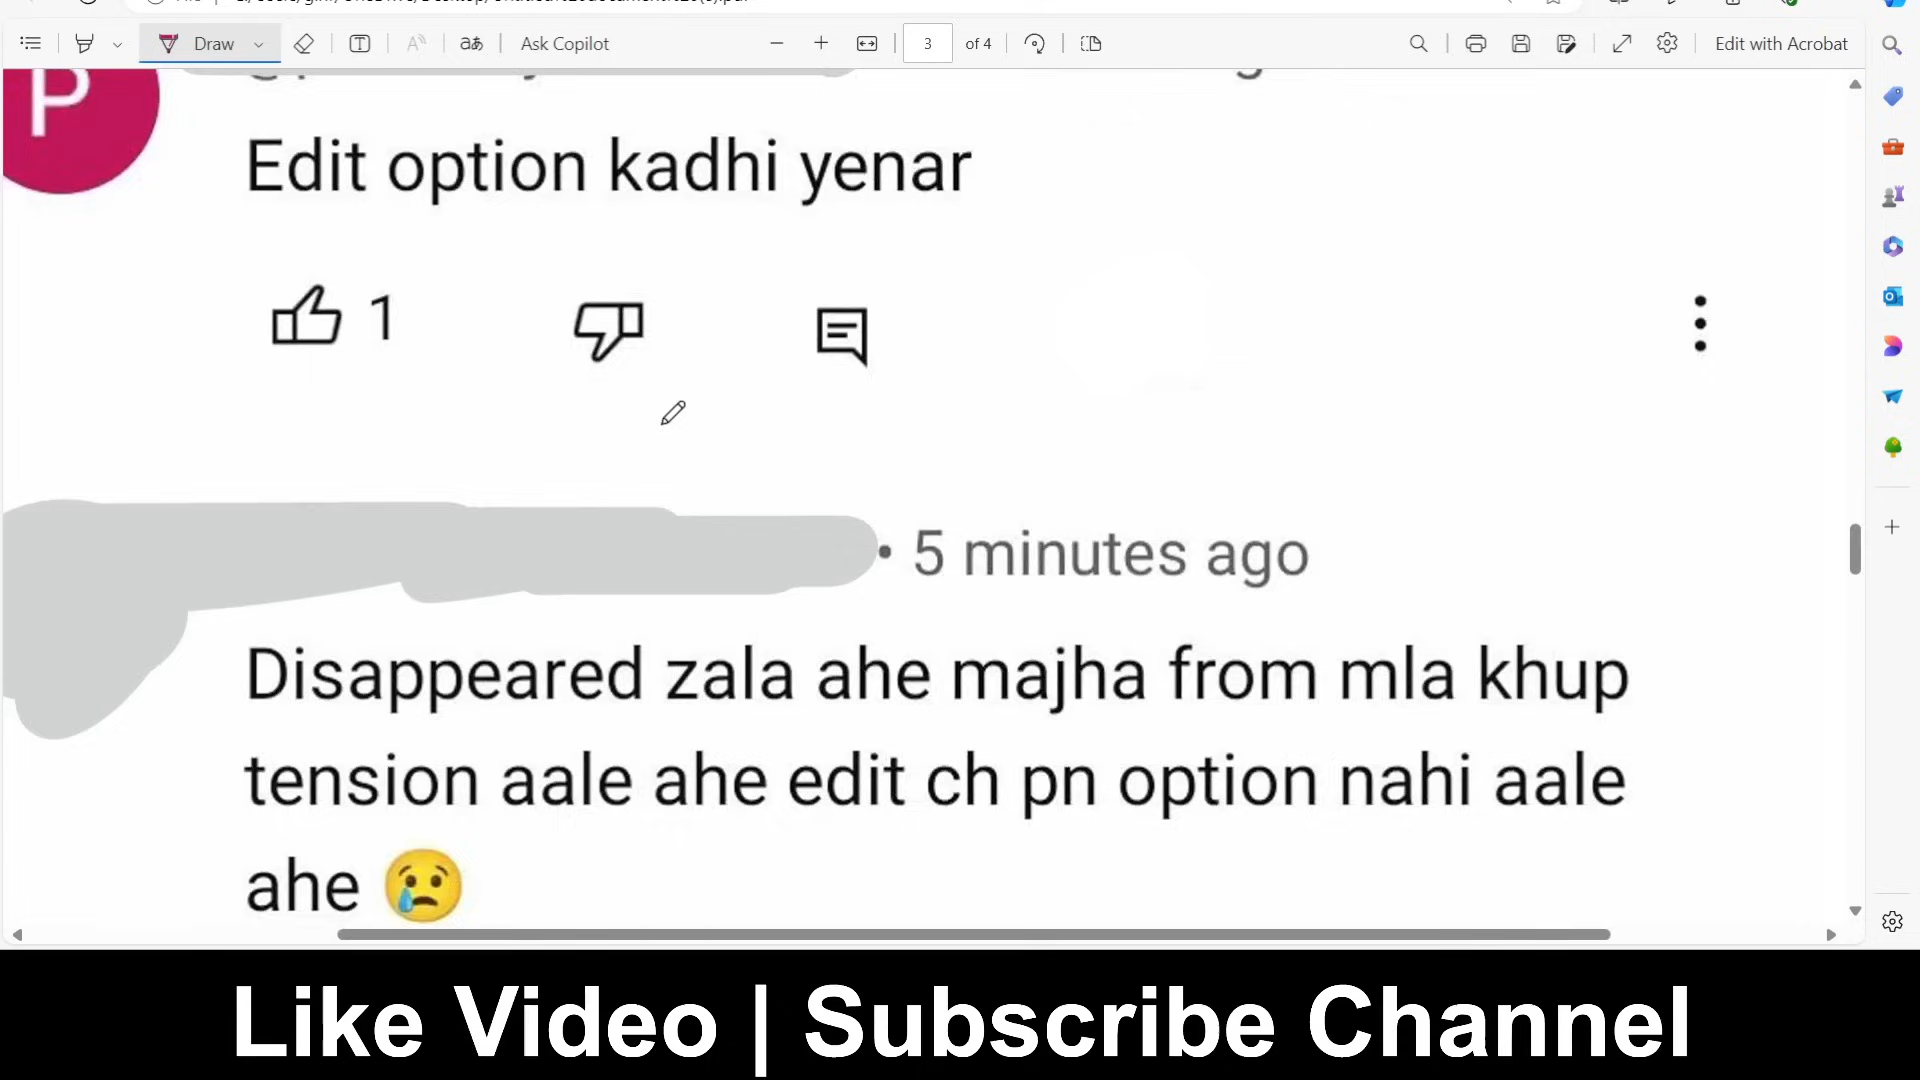 Draw
Ask Copilot
3 of 4
Edit with Acrobat
P
Edit option kadhi yenar
1
• 5 minutes ago
Disappeared zala ahe majha from mla khup
tension aale ahe edit ch pn option nahi aale
ahe 😢
Like Video | Subscribe Channel